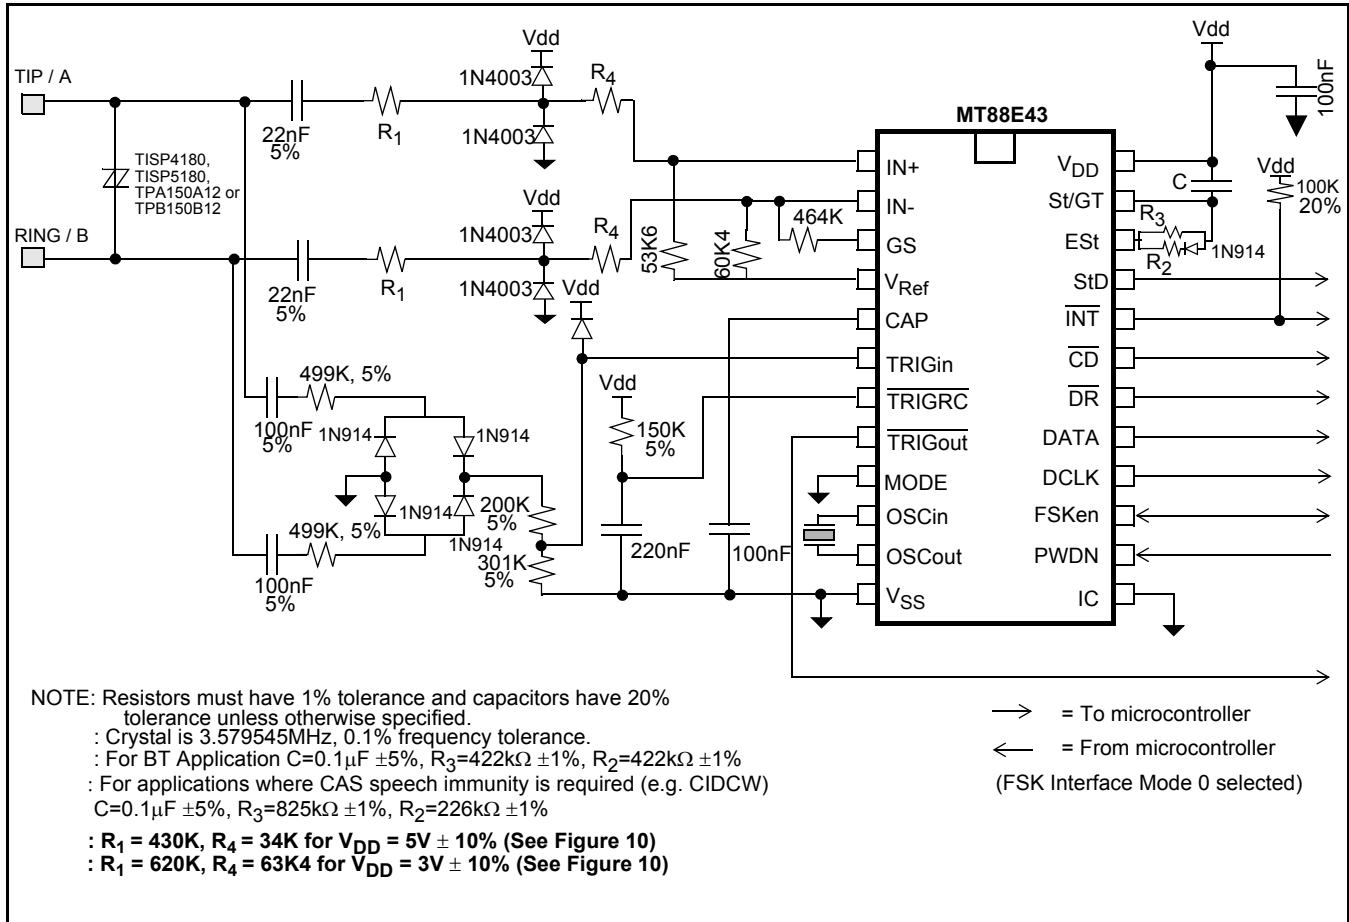 Vdd
TIP / A
1N4003
R4
22nF
5%
R1
1N4003
TISP4180,
TISP5180,
TPA150A12 or
TPB150B12
Vdd
RING / B
1N4003
R4
22nF
5%
R1
1N4003
53K6
60K4
464K
Vdd
499K, 5%
100nF
5%
1N914
1N914
1N914
1N914
499K, 5%
100nF
5%
200K
5%
301K
5%
Vdd
150K
5%
220nF
100nF
MT88E43
IN+
IN-
GS
VRef
CAP
TRIGin
TRIGRC
TRIGout
MODE
OSCin
OSCout
VSS
VDD
St/GT
ESt
StD
INT
CD
DR
DATA
DCLK
FSKen
PWDN
IC
Vdd
100nF
C
R3
R2
1N914
Vdd
100K
20%
NOTE: Resistors must have 1% tolerance and capacitors have 20%
tolerance unless otherwise specified.
: Crystal is 3.579545MHz, 0.1% frequency tolerance.
: For BT Application C=0.1μF ±5%, R3=422kΩ ±1%, R2=422kΩ ±1%
: For applications where CAS speech immunity is required (e.g. CIDCW)
C=0.1μF ±5%, R3=825kΩ ±1%, R2=226kΩ ±1%
: R1 = 430K, R4 = 34K for VDD = 5V ± 10% (See Figure 10)
: R1 = 620K, R4 = 63K4 for VDD = 3V ± 10% (See Figure 10)
= To microcontroller
= From microcontroller
(FSK Interface Mode 0 selected)